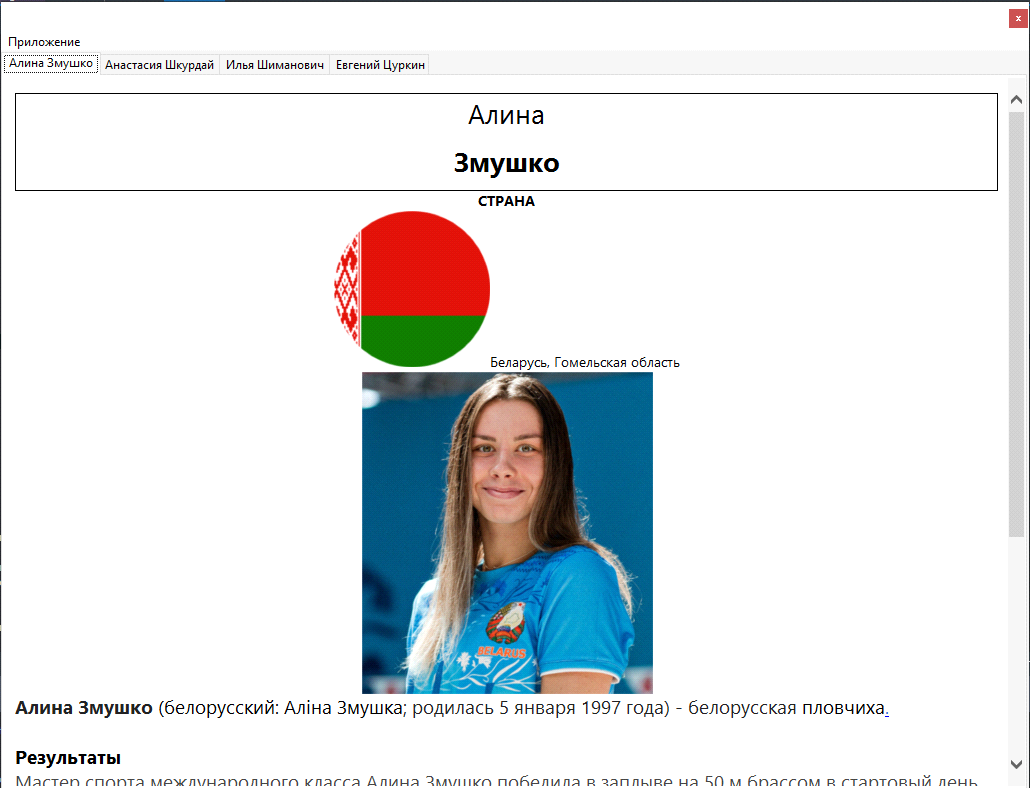 x
Приложение
Алина Змушко Анастасия Шкурдай Илья Шиманович Евгений Цуркин
Алина
Змушко
СТРАНА
Беларусь, Гомельская область
BELARUS
Алина Змушко (белорусский: Аліна Змушка; родилась 5 января 1997 года) - белорусская пловчиха.
Результаты
Мастер спорта международного класса Алина Змушко победила в заплыве на 50 м брассом в стартовый день